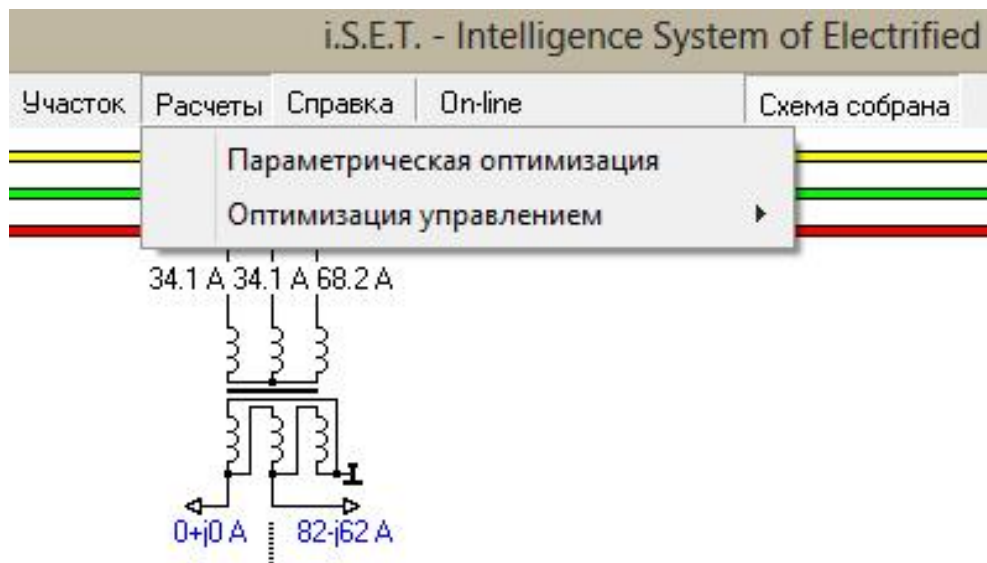 i.S.E.T. - Intelligence System of Electrified
Участок Расчеты Справка On-line Схема собрана
Параметрическая оптимизация
Оптимизация управлением
34.1 A 34.1 A 68.2 A
0+j0 A 82-j62 A